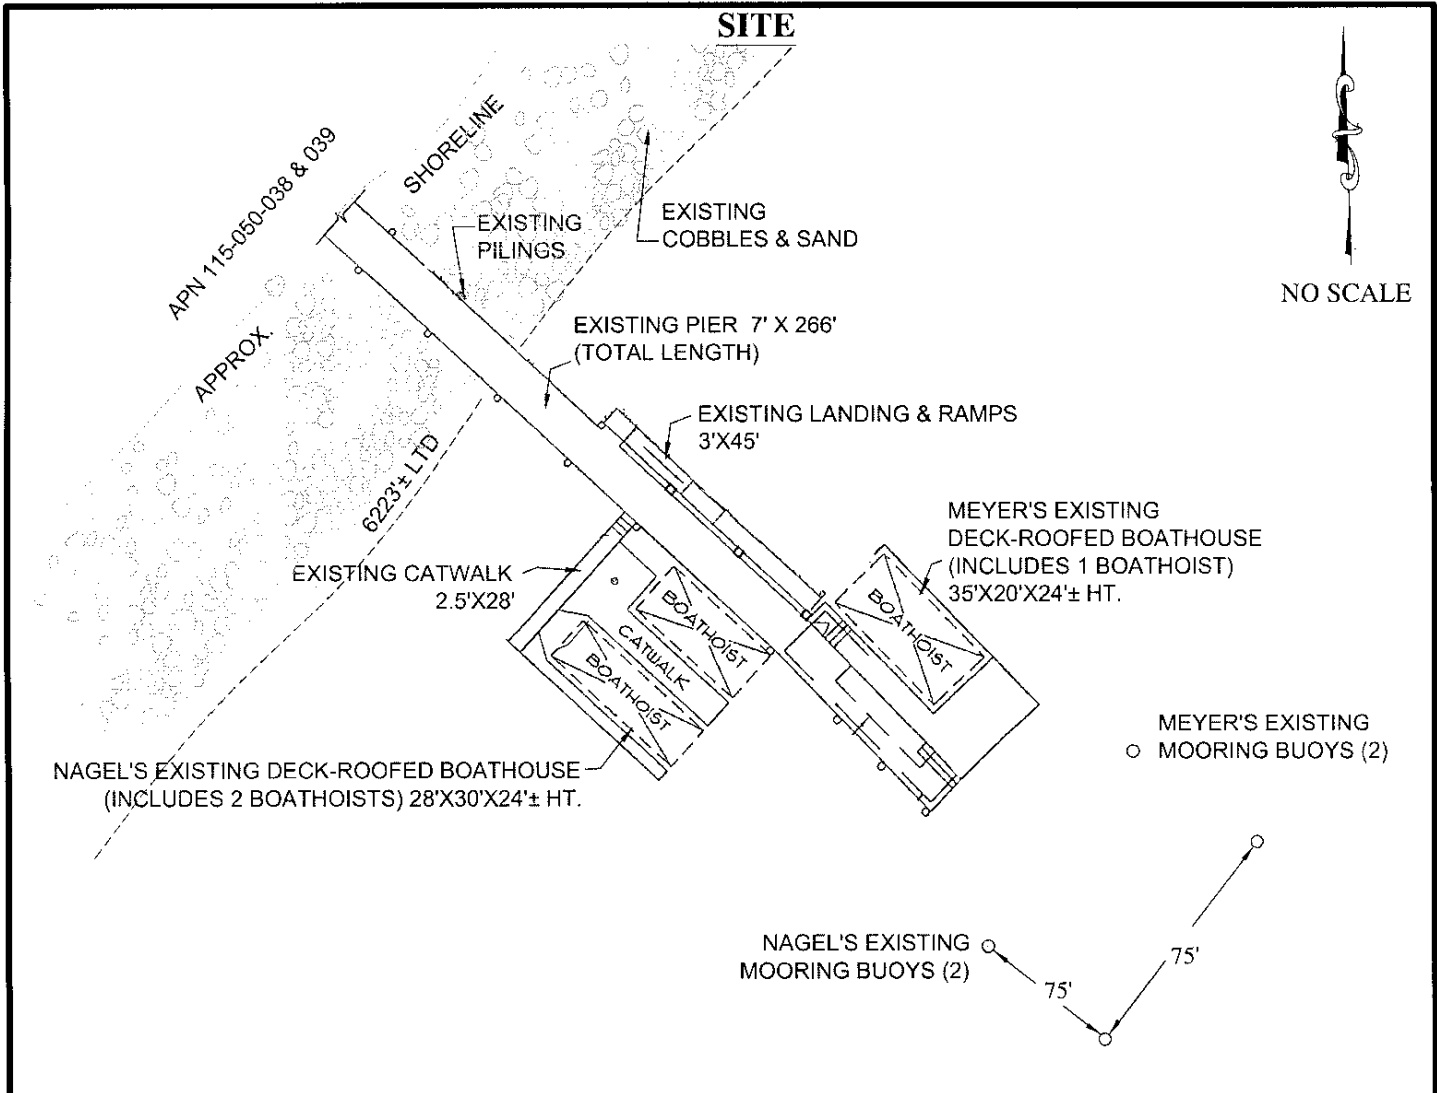 SITE
NO SCALE
APN 115-050-038 & 039
APPROX.
SHORELINE
EXISTING
PILINGS
EXISTING
COBBLES & SAND
EXISTING PIER 7' X 266'
(TOTAL LENGTH)
EXISTING LANDING & RAMPS
3'X45'
6223'± LTD
MEYER'S EXISTING
DECK-ROOFED BOATHOUSE
(INCLUDES 1 BOATHOIST)
35'X20'X24'± HT.
EXISTING CATWALK
2.5'X28'
BOATHOIST
CATWALK
BOATHOIST
BOATHOIST
NAGEL'S EXISTING DECK-ROOFED BOATHOUSE
(INCLUDES 2 BOATHOISTS) 28'X30'X24'± HT.
MEYER'S EXISTING
MOORING BUOYS (2)
NAGEL'S EXISTING
MOORING BUOYS (2)
75'
75'